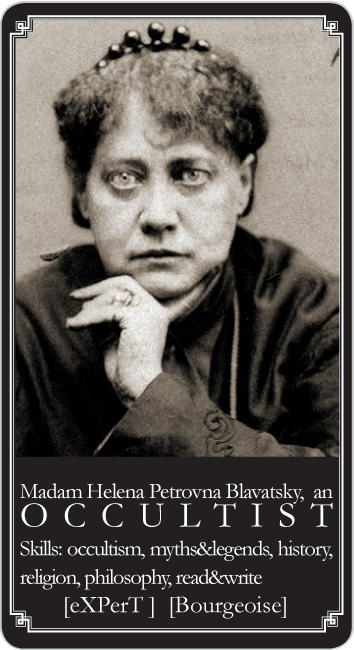 Madam Helena Petrovna Blavatsky, an
OCCULTIST
Skills: occultism, myths&legends, history,
religion, philosophy, read&write
[eXPerT ] [Bourgeoise]